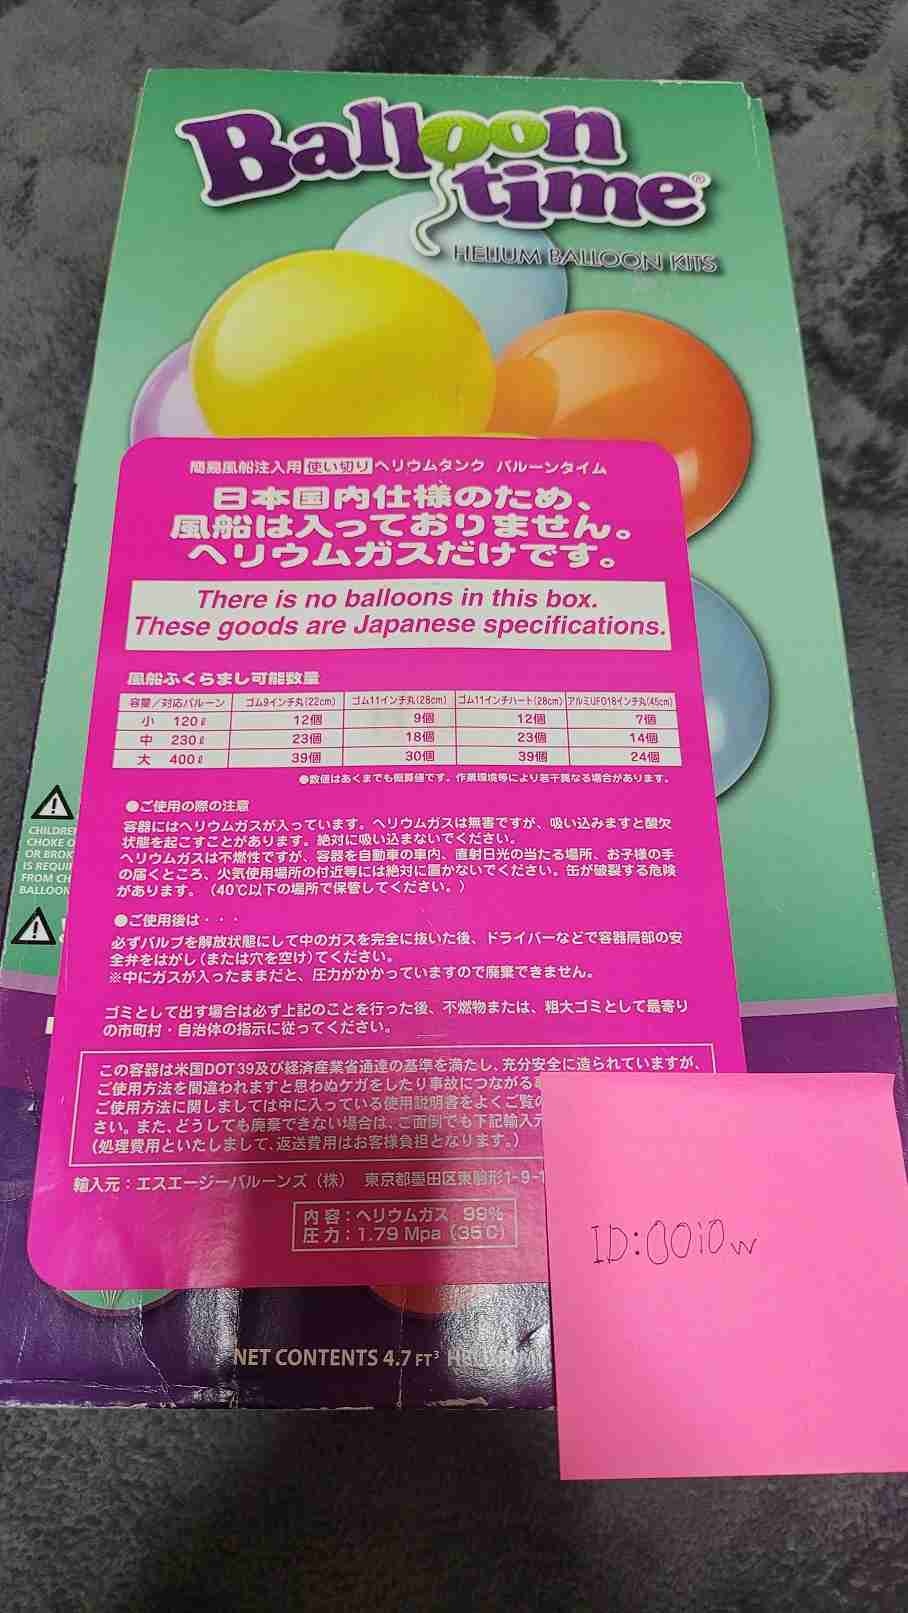 Balloon
time®
HELIUM BALLOON KITS
簡易風船注入用 使い切り ヘリウムタンク バルーンタイム
日本国内仕様のため、
風船は入っておりません。
ヘリウムガスだけです。
There is no balloons in this box.
These goods are Japanese specifications.
風船ふくらまし可能数量
容量／対応バルーン ゴム9インチ丸(22cm) ゴム11インチ丸(28cm) ゴム11インチハート(28cm) アルミUFO18インチ丸(45cm)
小 120ℓ 12個 9個 12個 7個
中 230ℓ 23個 18個 23個 14個
大 400ℓ 39個 30個 39個 24個
●数値はあくまでも概算値です。作業環境等により若干異なる場合があります。
●ご使用の際の注意
容器にはヘリウムガスが入っています。ヘリウムガスは無害ですが、吸い込みますと酸欠
状態を起こすことがあります。絶対に吸い込まないでください。
ヘリウムガスは不燃性ですが、容器を自動車の車内、直射日光の当たる場所、お子様の手
の届くところ、火気使用場所の付近等には絶対に置かないでください。缶が破裂する危険
があります。（40℃以下の場所で保管してください。）
●ご使用後は・・・
必ずバルブを解放状態にして中のガスを完全に抜いた後、ドライバーなどで容器肩部の安
全弁をはがし（または穴を空け）てください。
※中にガスが入ったままだと、圧力がかかっていますので廃棄できません。
ゴミとして出す場合は必ず上記のことを行った後、不燃物または、粗大ゴミとして最寄り
の市町村・自治体の指示に従ってください。
この容器は米国DOT39及び経済産業省通達の基準を満たし、充分安全に造られていますが、
ご使用方法を間違われますと思わぬケガをしたり事故につながる
ご使用方法に関しましては中に入っている使用説明書をよくご覧の
さい。また、どうしても廃棄できない場合は、ご面倒でも下記輸入元
（処理費用といたしまして、返送費用はお客様負担となります。）
輸入元：エスエージーバルーンズ（株） 東京都墨田区東駒形1-9-1
内容：ヘリウムガス 99%
圧力：1.79 Mpa（35℃）
CHILDRE
CHOKE O
OR BROK
IS REQUI
FROM CH
BALLOON
NET CONTENTS 4.7 FT³
ID:00i0w